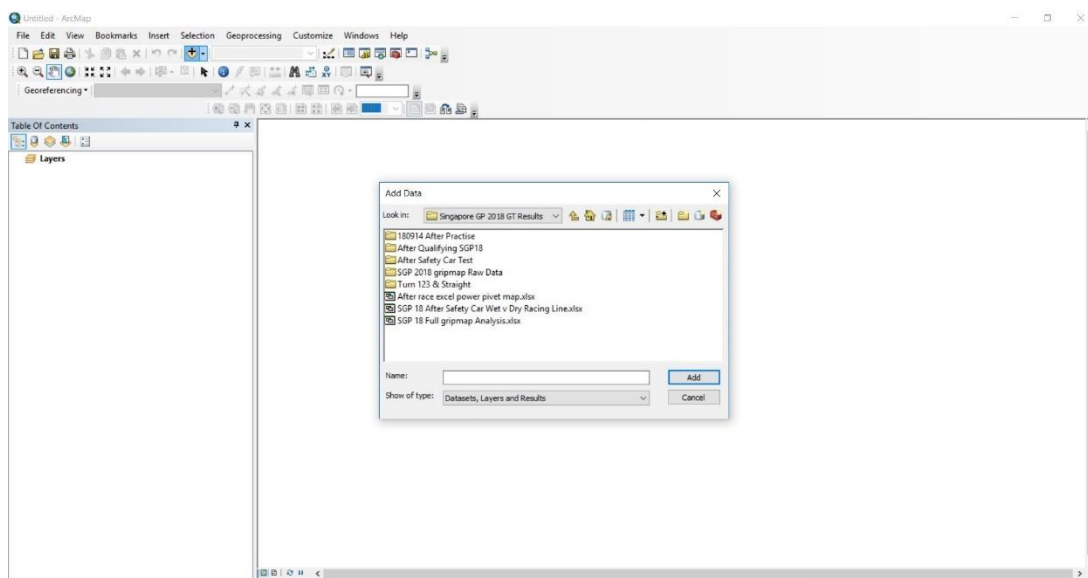 Untitled - ArcMap
File Edit View Bookmarks Insert Selection Geoprocessing Customize Windows Help
Georeferencing
Table Of Contents
Layers
Add Data
Look in: Singapore GP 2018 GT Results
180914 After Practise
After Qualifying SGP18
After Safety Car Test
SGP 2018 gripmap Raw Data
Turn 123 & Straight
After race excel power pivet map.xlsx
SGP 18 After Safety Car Wet v Dry Racing Line.xlsx
SGP 18 Full gripmap Analysis.xlsx
Name: Add
Show of type: Datasets, Layers and Results Cancel